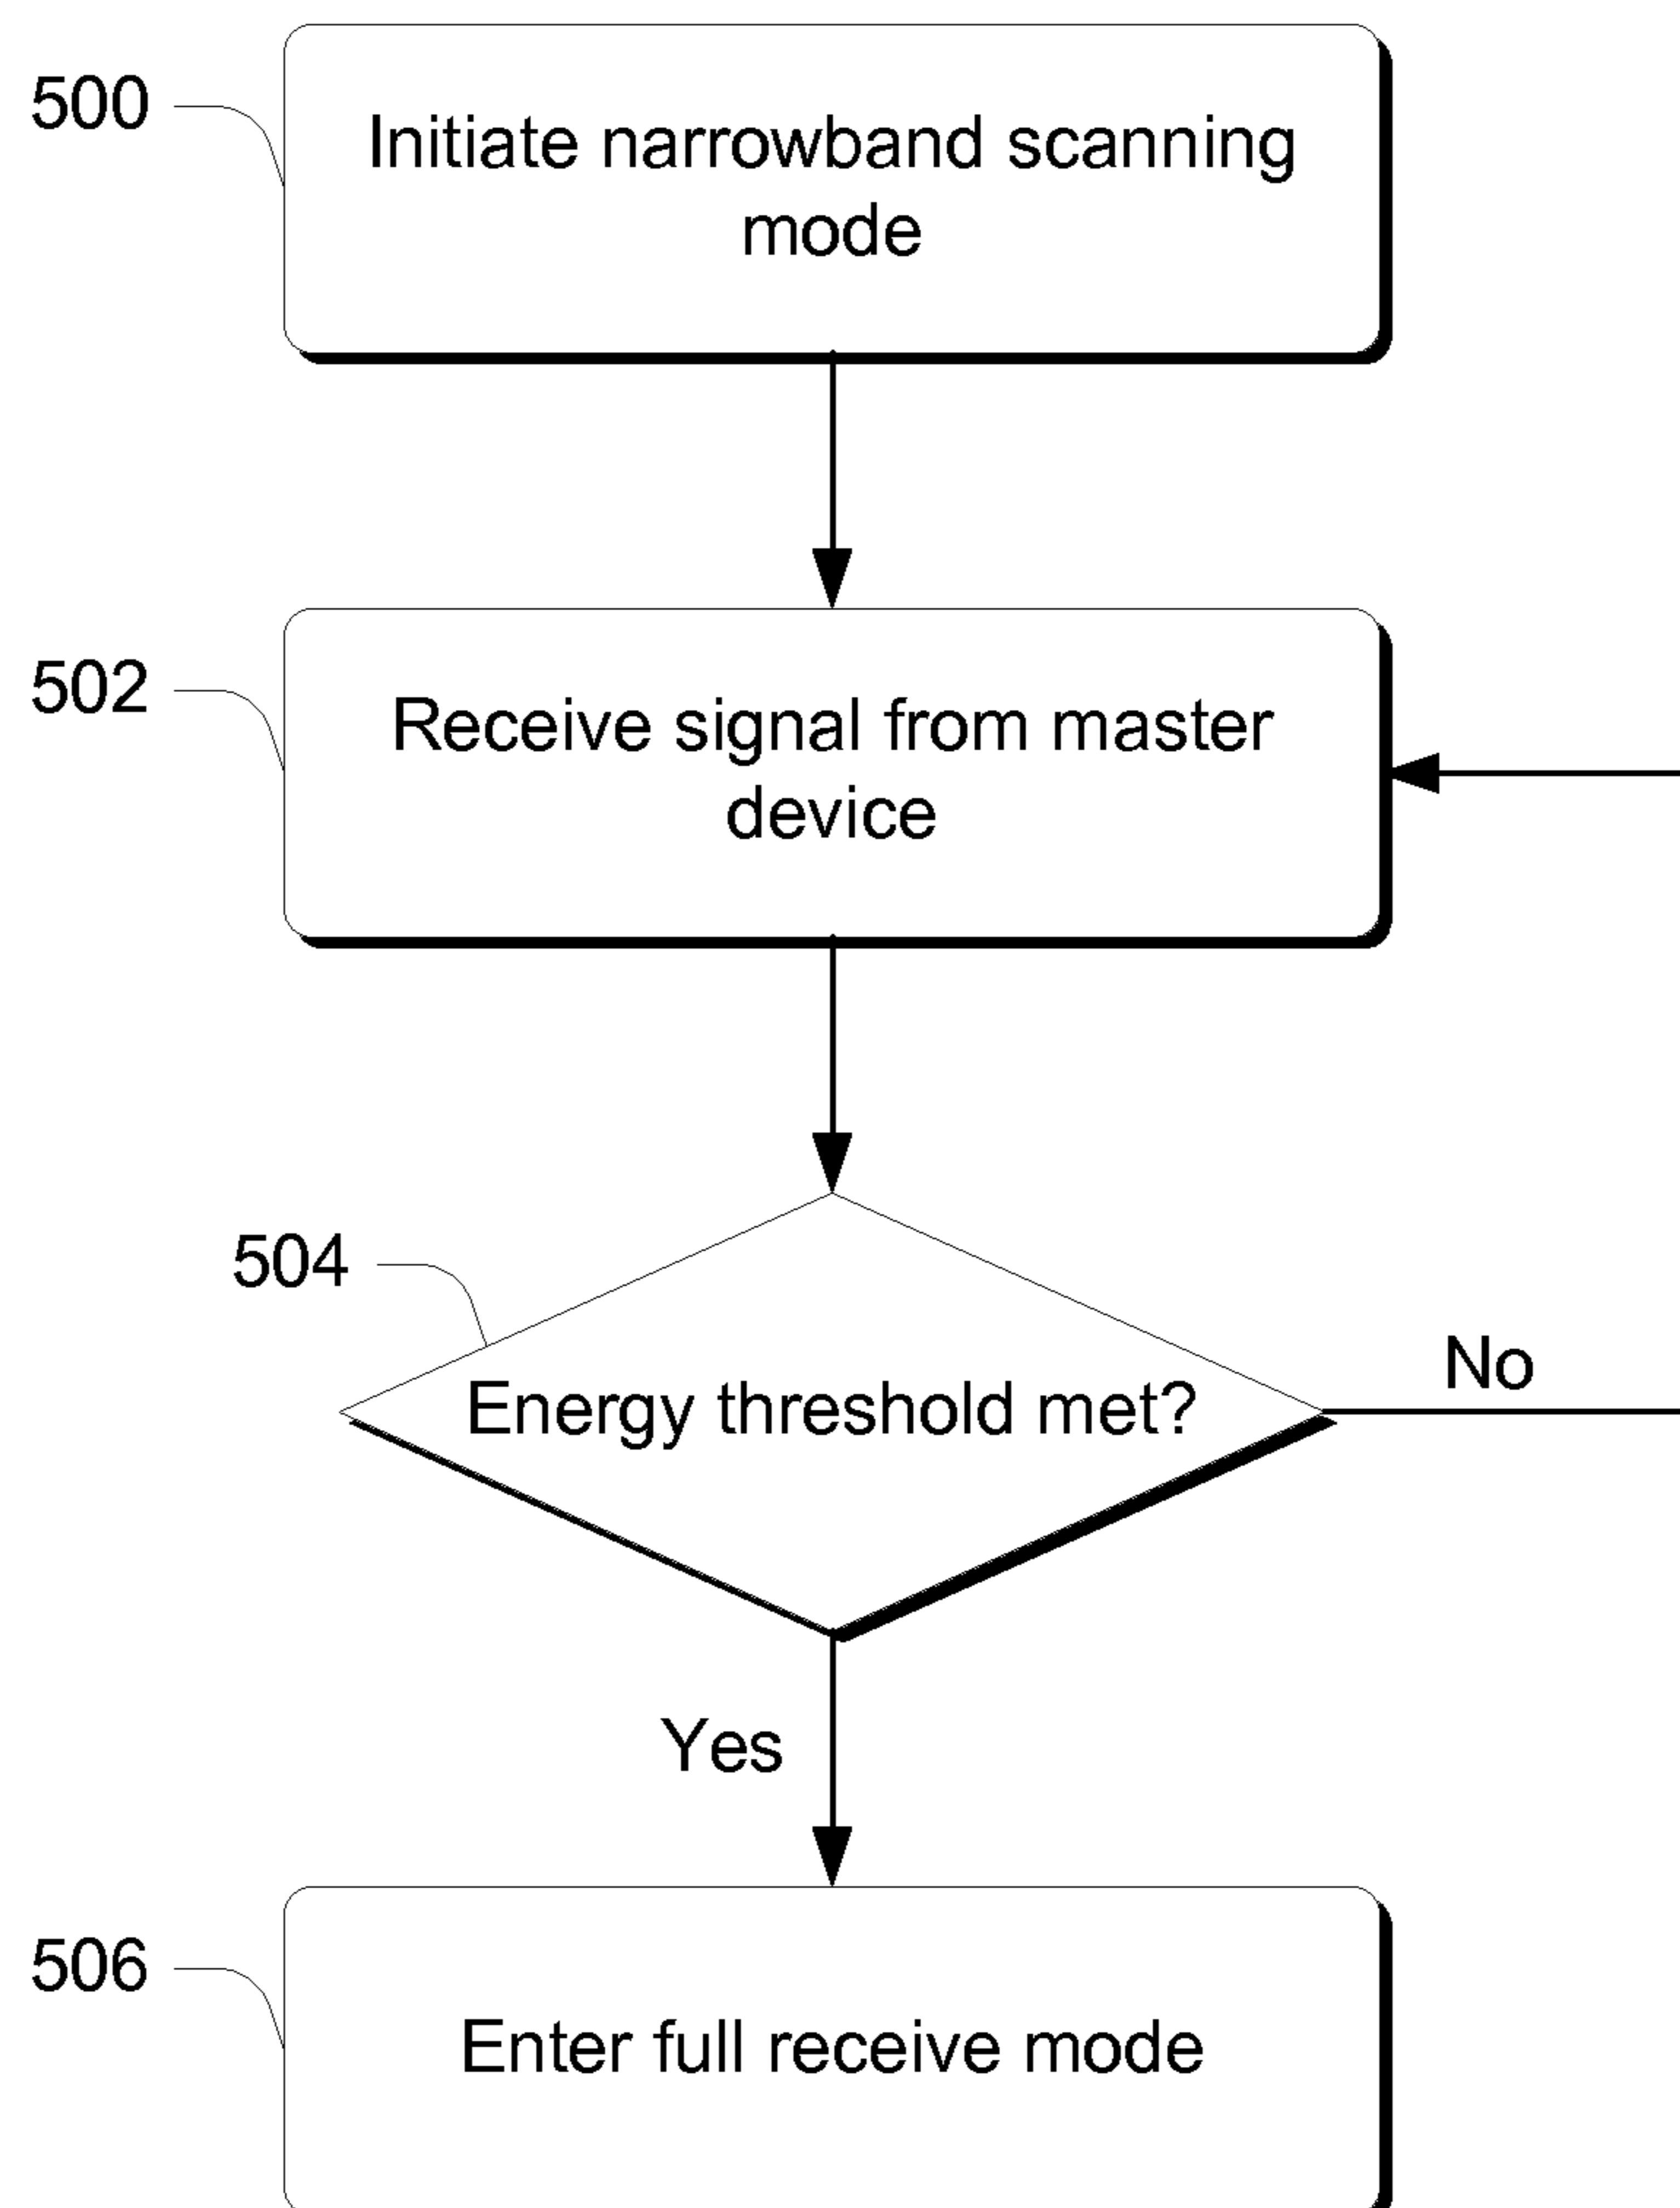 500
Initiate narrowband scanning
mode
502
Receive signal from master
device
504
Energy threshold met?
No
Yes
506
Enter full receive mode